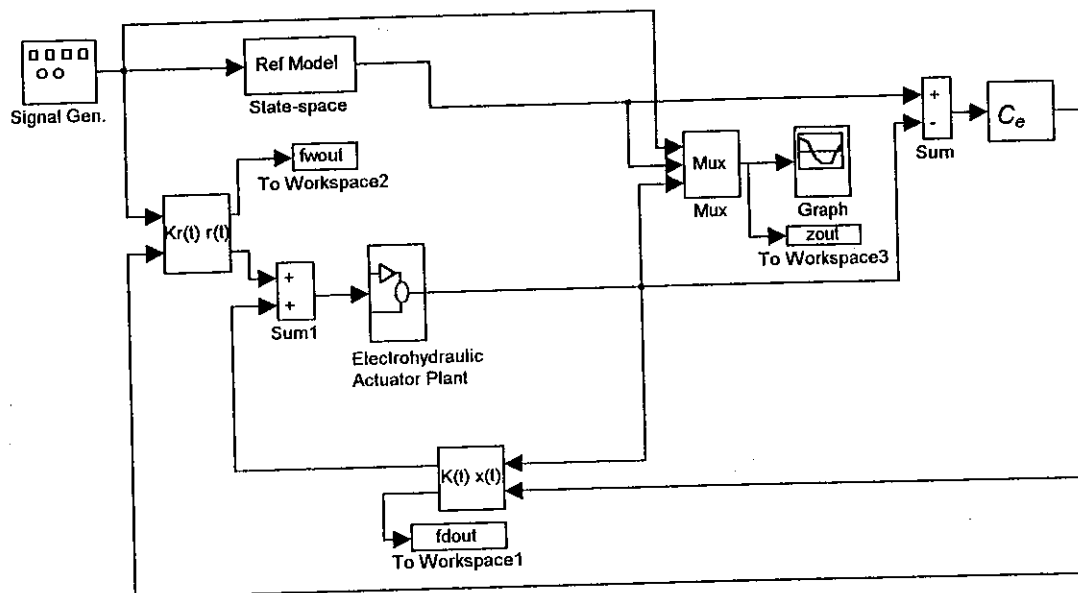 Signal Gen.
Ref Model
State-space
fwout
To Workspace2
Kr(t) r(t)
+
+
Sum1
Electrohydraulic
Actuator Plant
Mux
Mux
Graph
zout
To Workspace3
+
-
Sum
Ce
K(t) x(t)
fdout
To Workspace1